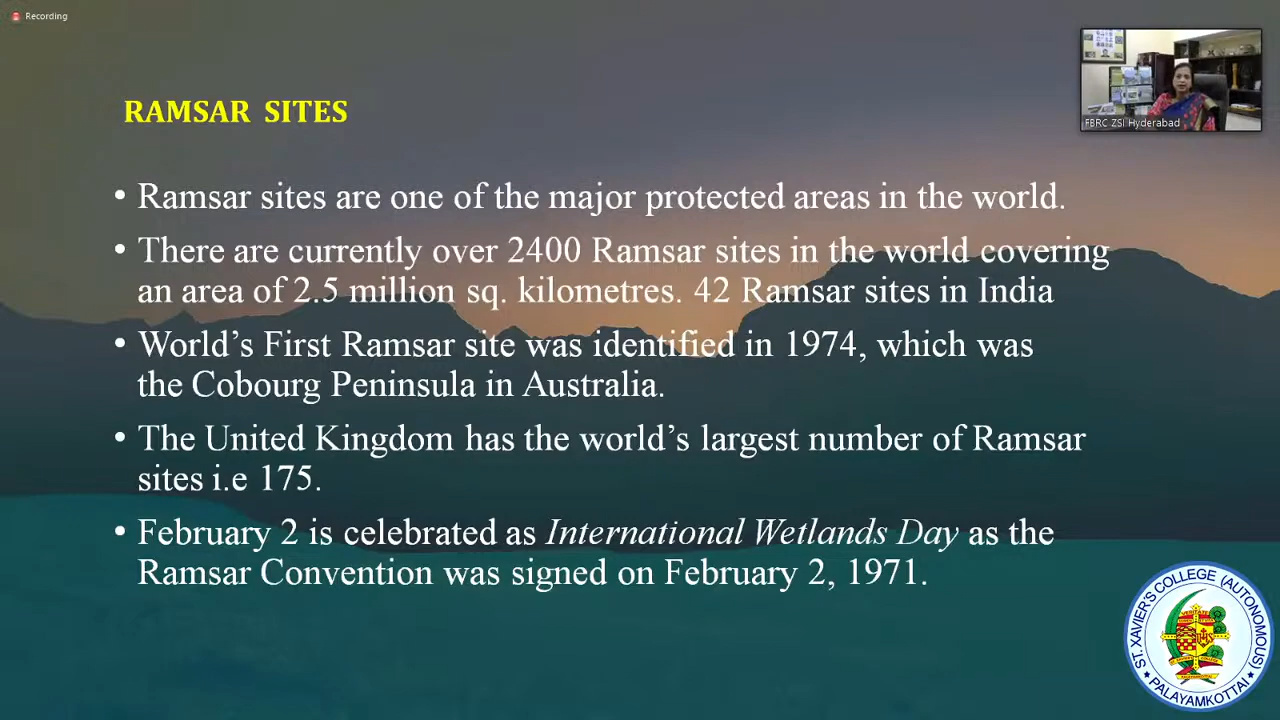 Recording
RAMSAR SITES
FBRC ZSI Hyderabad
• Ramsar sites are one of the major protected areas in the world.
• There are currently over 2400 Ramsar sites in the world covering
an area of 2.5 million sq. kilometres. 42 Ramsar sites in India
• World's First Ramsar site was identified in 1974, which was
the Cobourg Peninsula in Australia.
• The United Kingdom has the world's largest number of Ramsar
sites i.e 175.
• February 2 is celebrated as International Wetlands Day as the
Ramsar Convention was signed on February 2, 1971.
ST. XAVIER'S COLLEGE (AUTONOMOUS)
PALAYAMKOTTAI